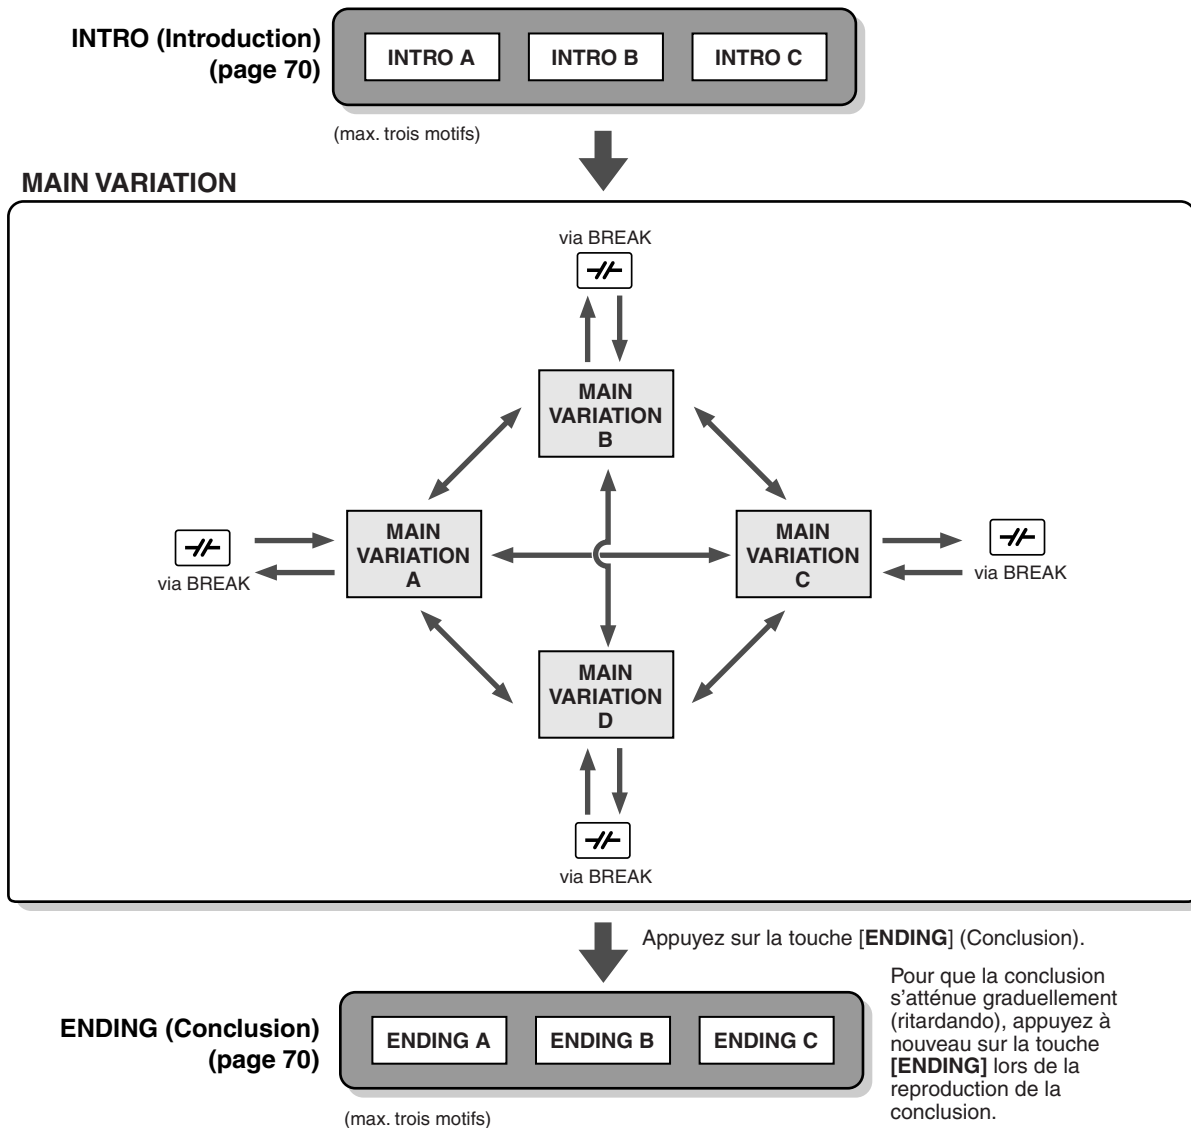 INTRO (Introduction)
(page 70)
INTRO A
INTRO B
INTRO C
(max. trois motifs)
MAIN VARIATION
via BREAK
MAIN
VARIATION
B
via BREAK
MAIN
VARIATION
A
MAIN
VARIATION
C
via BREAK
MAIN
VARIATION
D
via BREAK
Appuyez sur la touche [ENDING] (Conclusion).
ENDING (Conclusion)
(page 70)
ENDING A
ENDING B
ENDING C
(max. trois motifs)
Pour que la conclusion
s’atténue graduellement
(ritardando), appuyez à
nouveau sur la touche
[ENDING] lors de la
reproduction de la
conclusion.